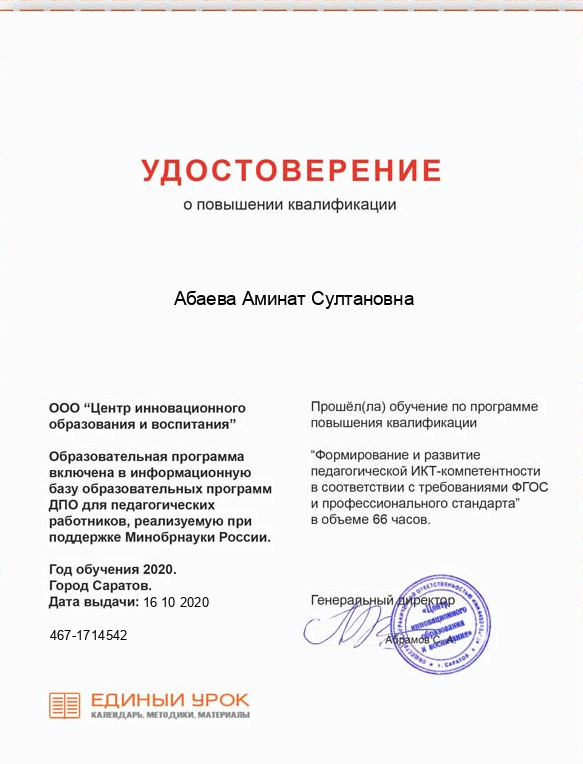 УДОСТОВЕРЕНИЕ
о повышении квалификации
Абаева Аминат Султановна
ООО “Центр инновационного
образования и воспитания”
Образовательная программа
включена в информационную
базу образовательных программ
ДПО для педагогических
работников, реализуемую при
поддержке Минобрнауки России.
Год обучения 2020.
Город Саратов.
Дата выдачи: 16 10 2020
467-1714542
Прошёл(ла) обучение по программе
повышения квалификации
“Формирование и развитие
педагогической ИКТ-компетентности
в соответствии с требованиями ФГОС
и профессионального стандарта”
в объеме 66 часов.
Генеральный директор
Абрамов С. А.
«Центр
инновационного
образования
и воспитания»
г. САРАТОВ
ЕДИНЫЙ УРОК
КАЛЕНДАРЬ, МЕТОДИКИ, МАТЕРИАЛЫ